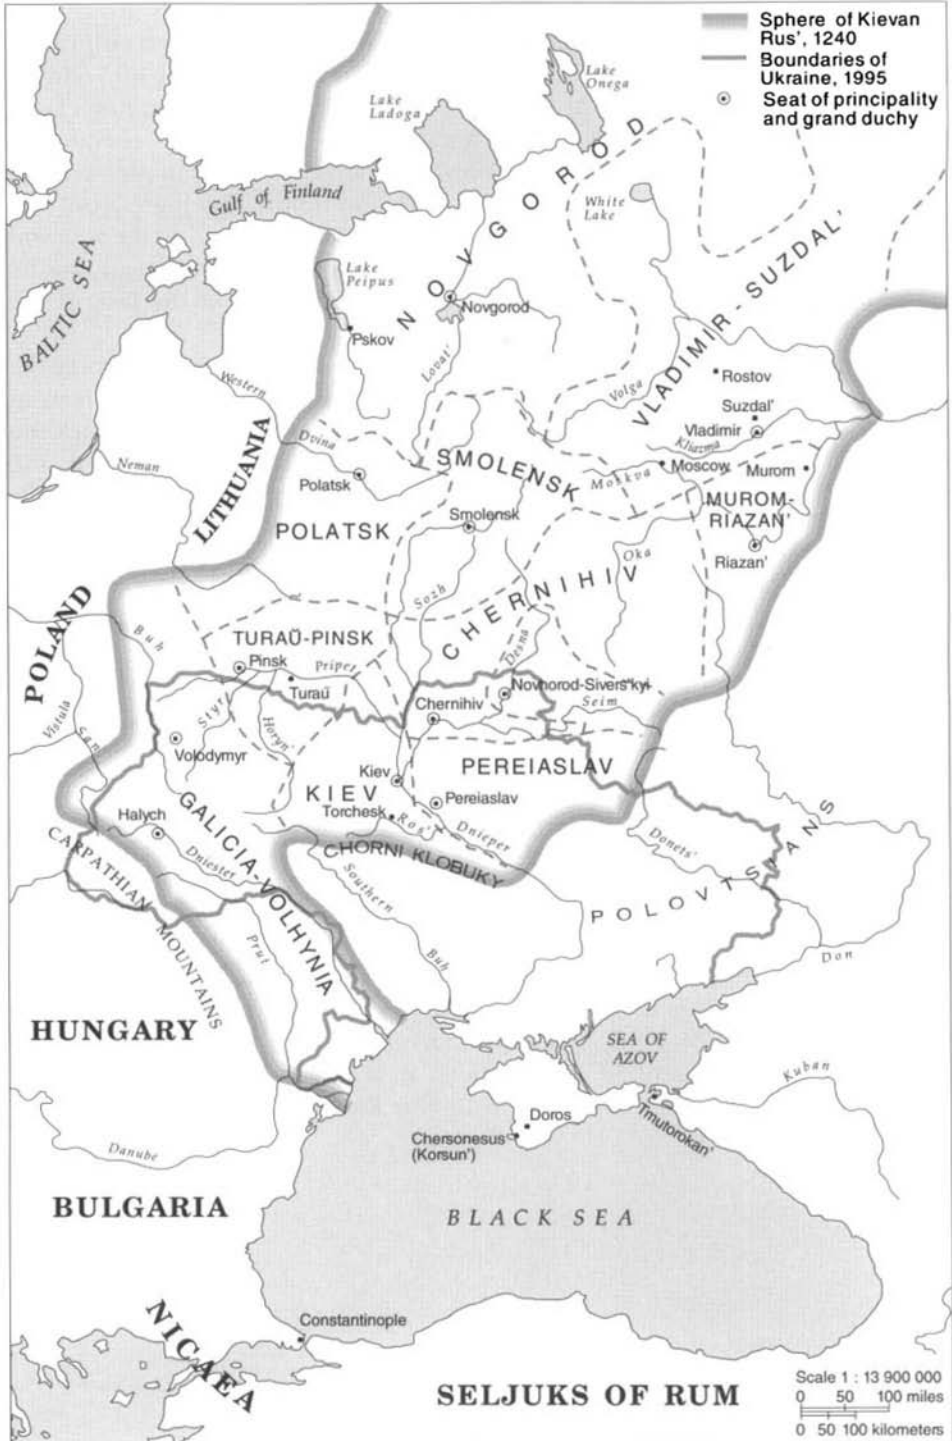 Sphere of Kievan
Rus', 1240
Boundaries of
Ukraine, 1995
Seat of principality
and grand duchy
Lake
Onega
Lake
Ladoga
NOVGOROD
White
Lake
Gulf of Finland
BALTIC SEA
Lake
Peipus
Novgorod
Pskov
Lovat'
VLADIMIR-SUZDAL'
Rostov
Volga
Suzdal'
Vladimir
Kliazma
Western
Dvina
LITHUANIA
Neman
SMOLENSK
Moskva
Moscow
Murom
Polatsk
MUROM-
RIAZAN'
POLATSK
Smolensk
Oka
Riazan'
Sozh
CHERNIHIV
POLAND
Buh
TURAŬ-PINSK
Desna
Pinsk
Pripet
Turaŭ
Novhorod-Sivers'kyi
Chernihiv
Seim
Vistula
San
Styr
Horyn'
Volodymyr
Kiev
PEREIASLAV
KIEV
Pereiaslav
Torchesk
Ros'
Dnieper
Halych
GALICIA-VOLHYNIA
CHORNI KLOBUKY
Donets'
CARPATHIAN
MOUNTAINS
Dniester
Southern
Buh
POLOVTSIANS
Prut
Don
HUNGARY
SEA OF
AZOV
Kuban
Doros
Tmutorokan'
Chersonesus
(Korsun')
Danube
BULGARIA
BLACK SEA
NICAEA
Constantinople
SELJUKS OF RUM
Scale 1 : 13 900 000
0 50 100 miles
0 50 100 kilometers